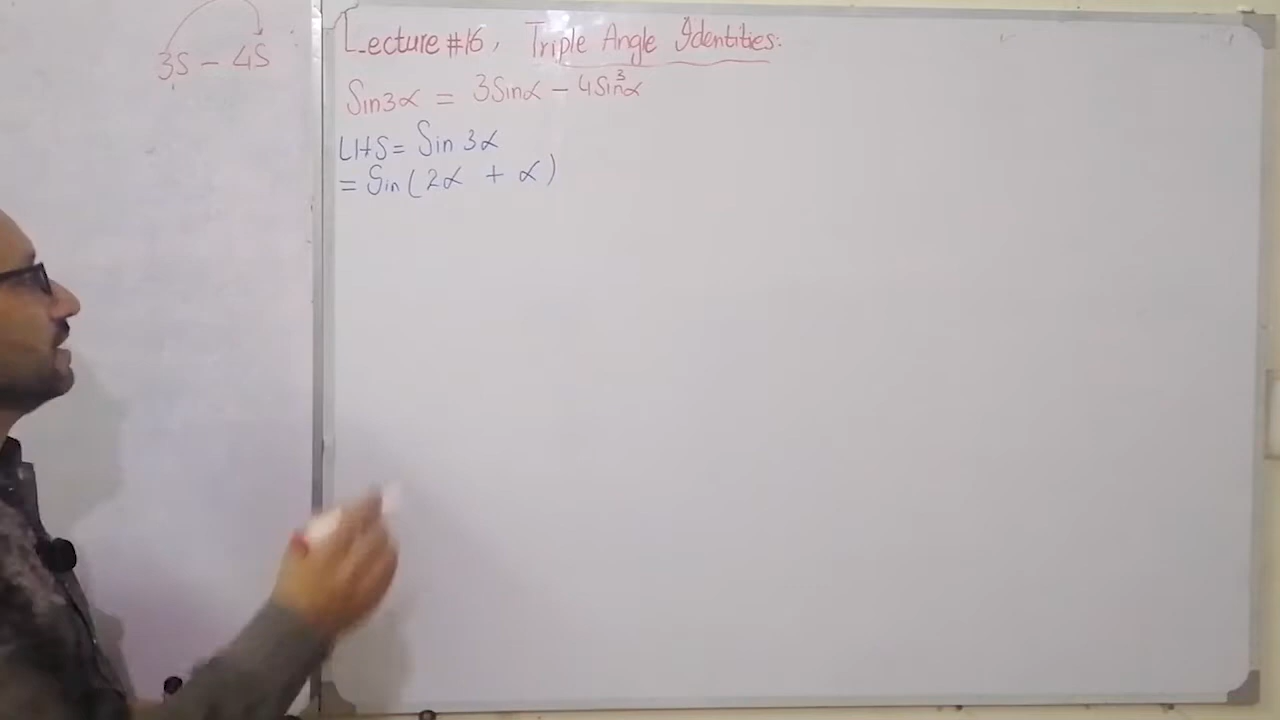 3S - 4S
Lecture #16, Triple Angle Identities:
Sin3α = 3Sinα - 4Sin³α
LHS = Sin 3α
= Sin(2α + α)